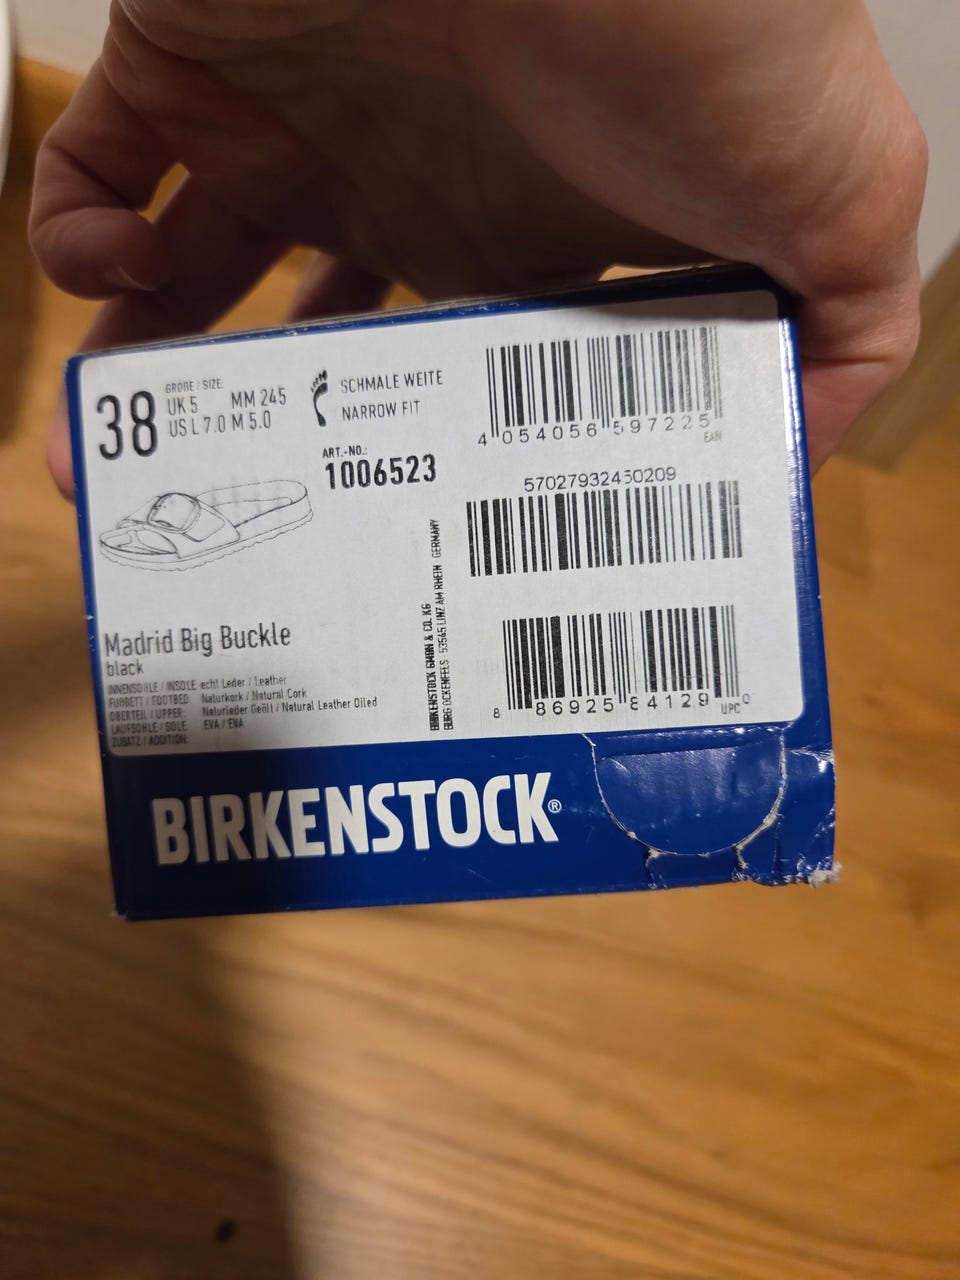 38
GRÖßE / SIZE:
UK 5 MM 245
US L 7.0 M 5.0
SCHMALE WEITE
NARROW FIT
ART.-NO.:
1006523
4 054056 597225
EAN
57027932450209
Madrid Big Buckle
black
INNENSOHLE / INSOLE echt Leder / Leather
FUßBETT / FOOTBED: Naturkork / Natural Cork
OBERTEIL / UPPER: Naturleder Geölt / Natural Leather Oiled
LAUFSOHLE / SOLE: EVA / EVA
ZUSATZ / ADDITION:
BIRKENSTOCK GMBH & CO. KG
BURG OCKENFELS · 53545 LINZ AM RHEIN · GERMANY
8 86925 84129 0
UPC
BIRKENSTOCK®